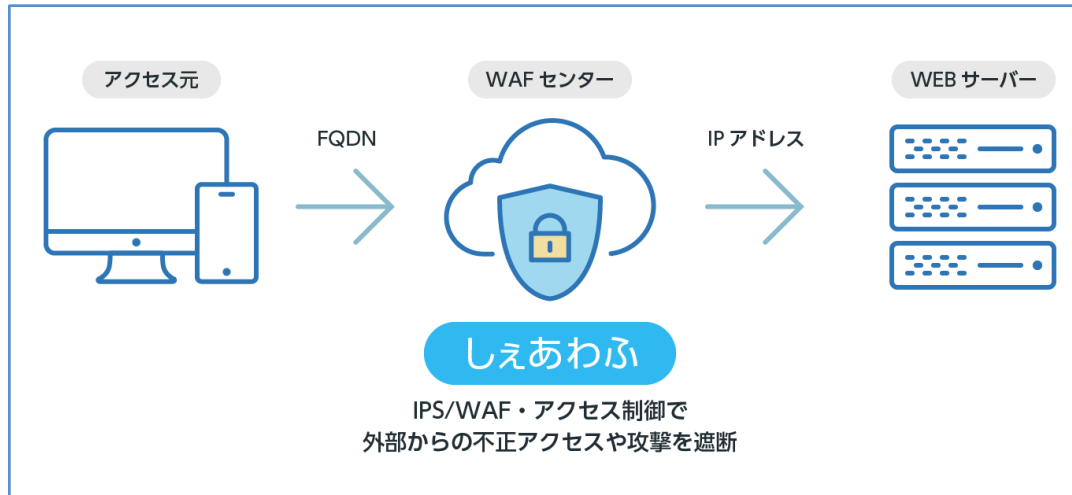 アクセス元
WAF センター
WEB サーバー
FQDN
IP アドレス
しぇあわふ
IPS/WAF・アクセス制御で
外部からの不正アクセスや攻撃を遮断